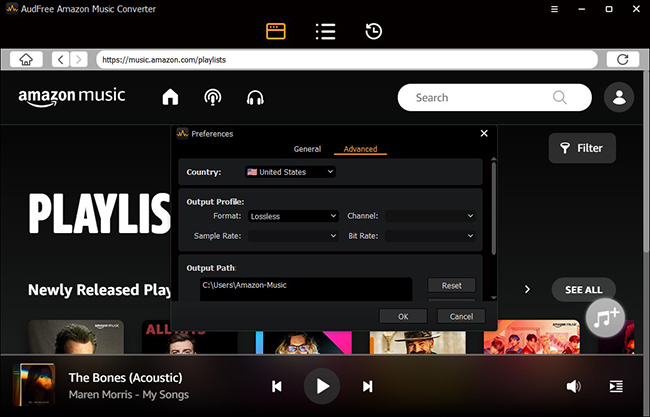 AudFree Amazon Music Converter
https://music.amazon.com/playlists
amazon music
Search
Filter
PLAYLIS
Newly Released Play
SEE ALL
Preferences
General
Advanced
Country:
United States
Output Profile:
Format:
Lossless
Channel:
Sample Rate:
Bit Rate:
Output Path:
C:\Users\Amazon-Music
Reset
OK
Cancel
amazon music
amazon music
The Bones (Acoustic)
Maren Morris - My Songs